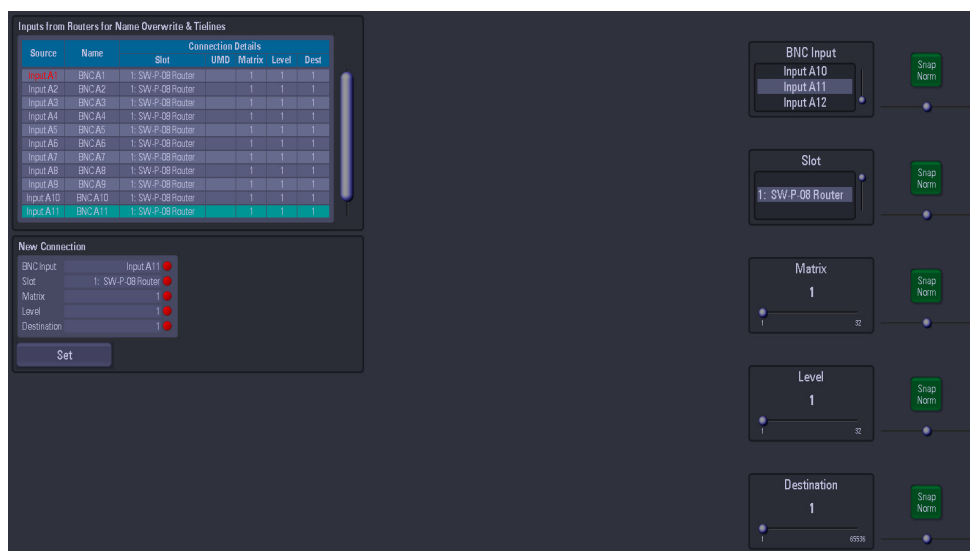 Inputs from Routers for Name Overwrite & Tielines
Source Name Connection Details
Slot UMD Matrix Level Dest
Input A1 BNC A1 1: SW-P-08 Router 1 1 1
Input A2 BNC A2 1: SW-P-08 Router 1 1 1
Input A3 BNC A3 1: SW-P-08 Router 1 1 1
Input A4 BNC A4 1: SW-P-08 Router 1 1 1
Input A5 BNC A5 1: SW-P-08 Router 1 1 1
Input A6 BNC A6 1: SW-P-08 Router 1 1 1
Input A7 BNC A7 1: SW-P-08 Router 1 1 1
Input A8 BNC A8 1: SW-P-08 Router 1 1 1
Input A9 BNC A9 1: SW-P-08 Router 1 1 1
Input A10 BNC A10 1: SW-P-08 Router 1 1 1
Input A11 BNC A11 1: SW-P-08 Router 1 1 1
New Connection
BNC Input Input A11
Slot 1: SW-P-08 Router
Matrix 1
Level 1
Destination 1
Set
BNC Input
Input A10
Input A11
Input A12
Snap
Norm
Slot
1: SW-P-08 Router
Snap
Norm
Matrix
1
1 32
Snap
Norm
Level
1
1 32
Snap
Norm
Destination
1
1 65536
Snap
Norm